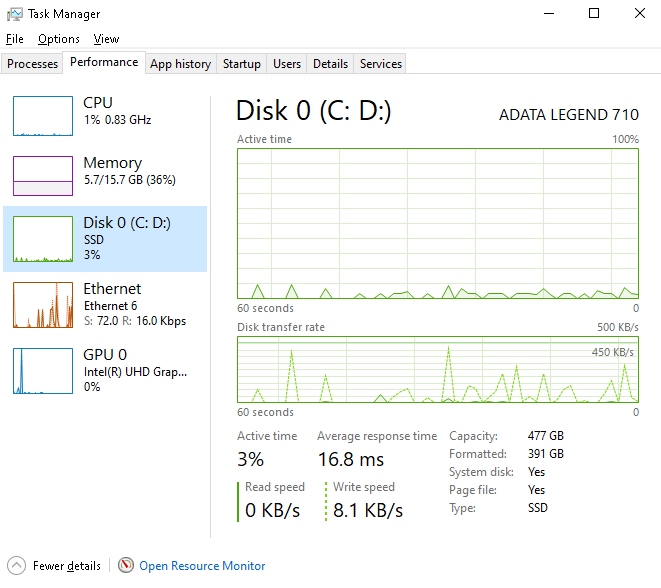 Task Manager
File Options View
Processes Performance App history Startup Users Details Services
CPU
1% 0.83 GHz
Memory
5.7/15.7 GB (36%)
Disk 0 (C: D:)
SSD
3%
Ethernet
Ethernet 6
S: 72.0 R: 16.0 Kbps
GPU 0
Intel(R) UHD Grap...
0%
Disk 0 (C: D:) ADATA LEGEND 710
Active time 100%
60 seconds 0
Disk transfer rate 500 KB/s
450 KB/s
60 seconds 0
Active time Average response time
3% 16.8 ms
Read speed Write speed
0 KB/s 8.1 KB/s
Capacity: 477 GB
Formatted: 391 GB
System disk: Yes
Page file: Yes
Type: SSD
Fewer details Open Resource Monitor